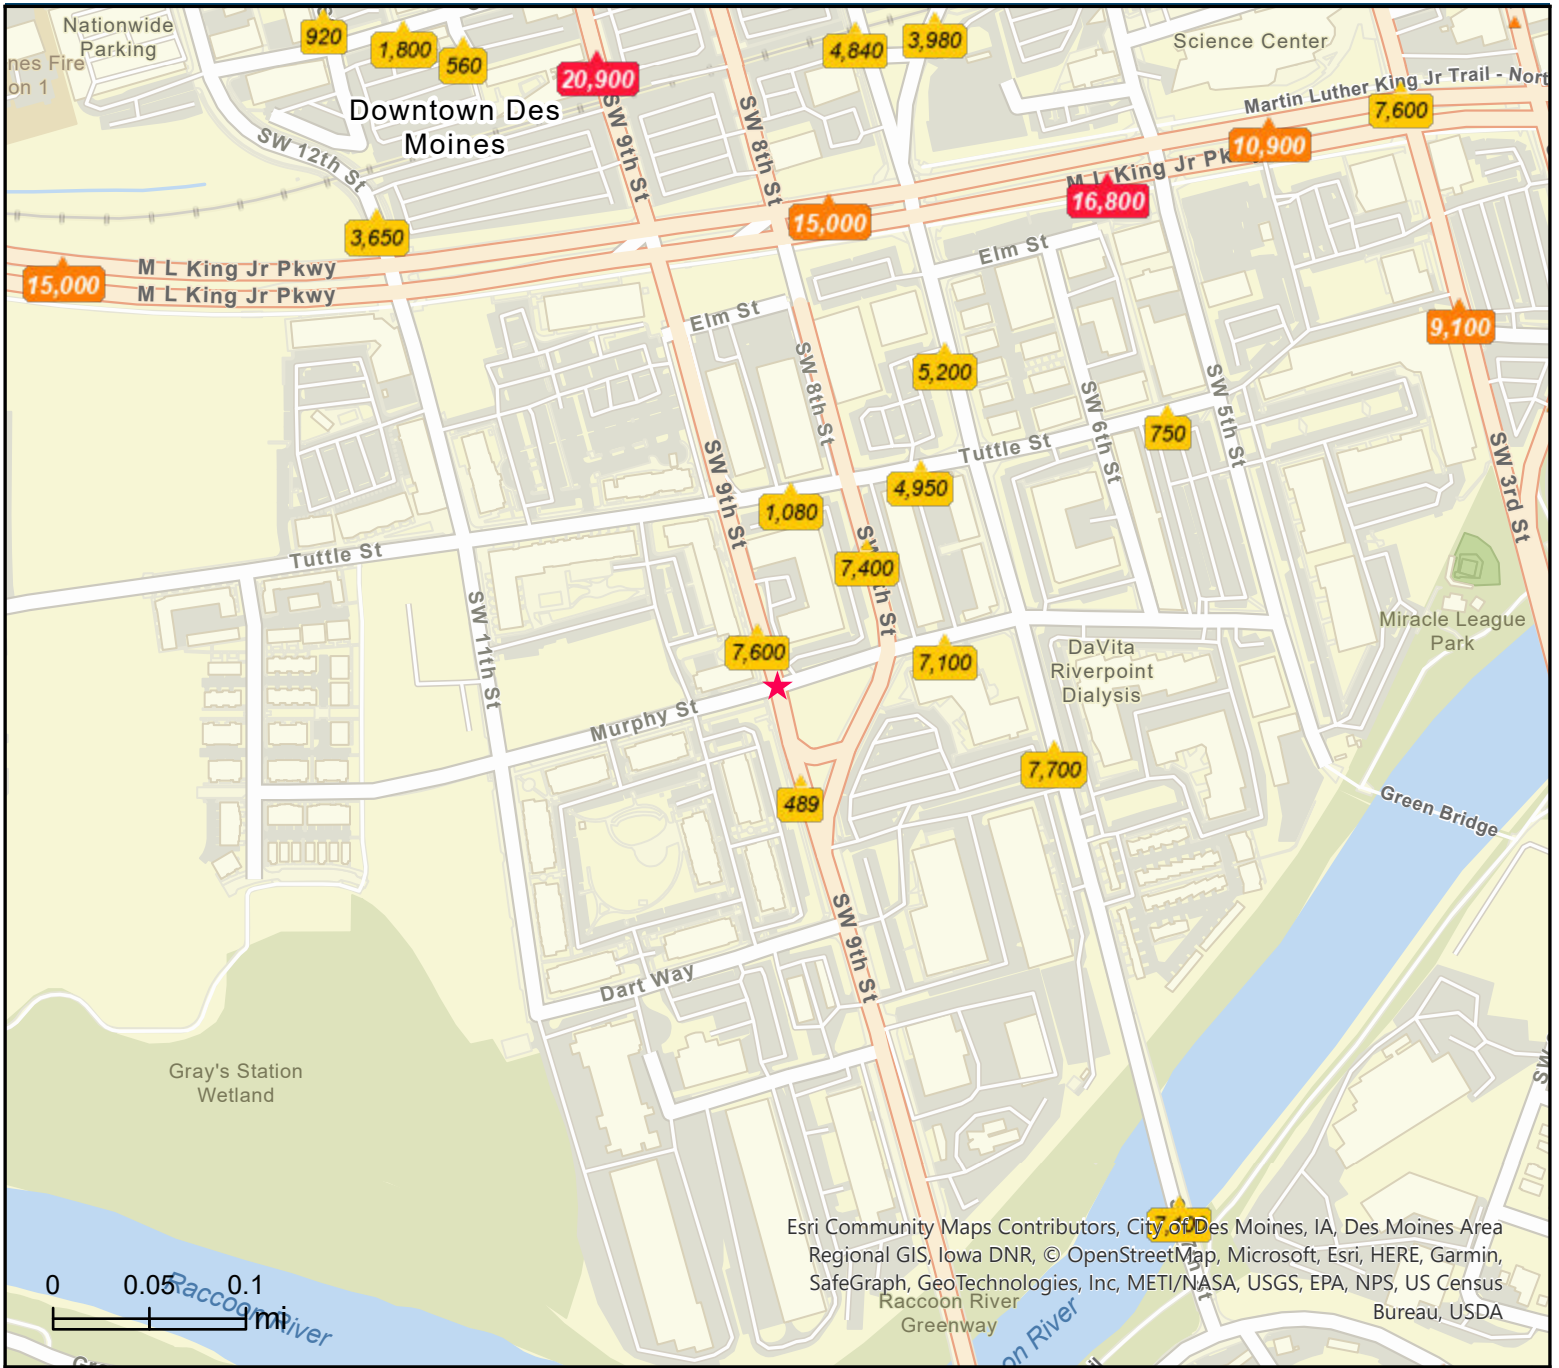 Nationwide
Parking
920
1,800
560
4,840
3,980
Science Center
nes Fire
on 1
20,900
Downtown Des
Moines
SW 9th St
SW 8th St
Martin Luther King Jr Trail - Nort
7,600
SW 12th St
10,900
M L King Jr Pk
16,800
15,000
3,650
Elm St
M L King Jr Pkwy
15,000
M L King Jr Pkwy
Elm St
9,100
SW 8th St
5,200
SW 6th St
SW 5th St
750
SW 9th St
Tuttle St
SW 3rd St
4,950
1,080
Tuttle St
7,400
SW
th St
SW 11th St
Miracle League
Park
7,600
7,100
DaVita
Riverpoint
Dialysis
Murphy St
7,700
489
Green Bridge
SW 9th St
Dart Way
Gray's Station
Wetland
SW
Esri Community Maps Contributors, City of Des Moines, IA, Des Moines Area
Regional GIS, Iowa DNR, © OpenStreetMap, Microsoft, Esri, HERE, Garmin,
SafeGraph, GeoTechnologies, Inc, METI/NASA, USGS, EPA, NPS, US Census
Bureau, USDA
0 0.05 0.1
mi
Raccoon River
Raccoon River
Greenway
on River